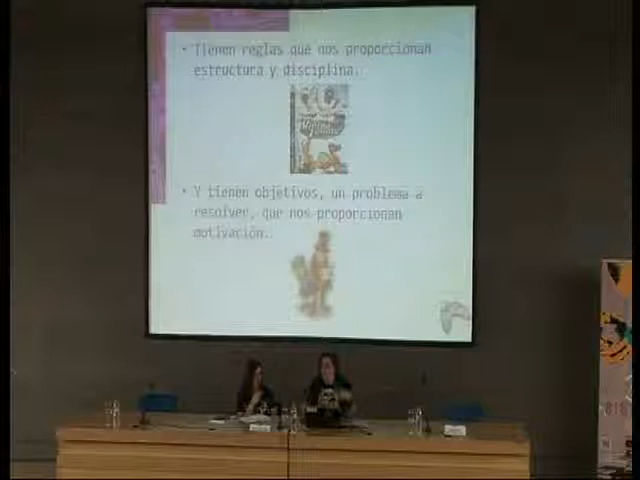 • Tienen reglas que nos proporcionan
estructura y disciplina.
• Y tienen objetivos, un problema a
resolver, que nos proporcionan
motivación.